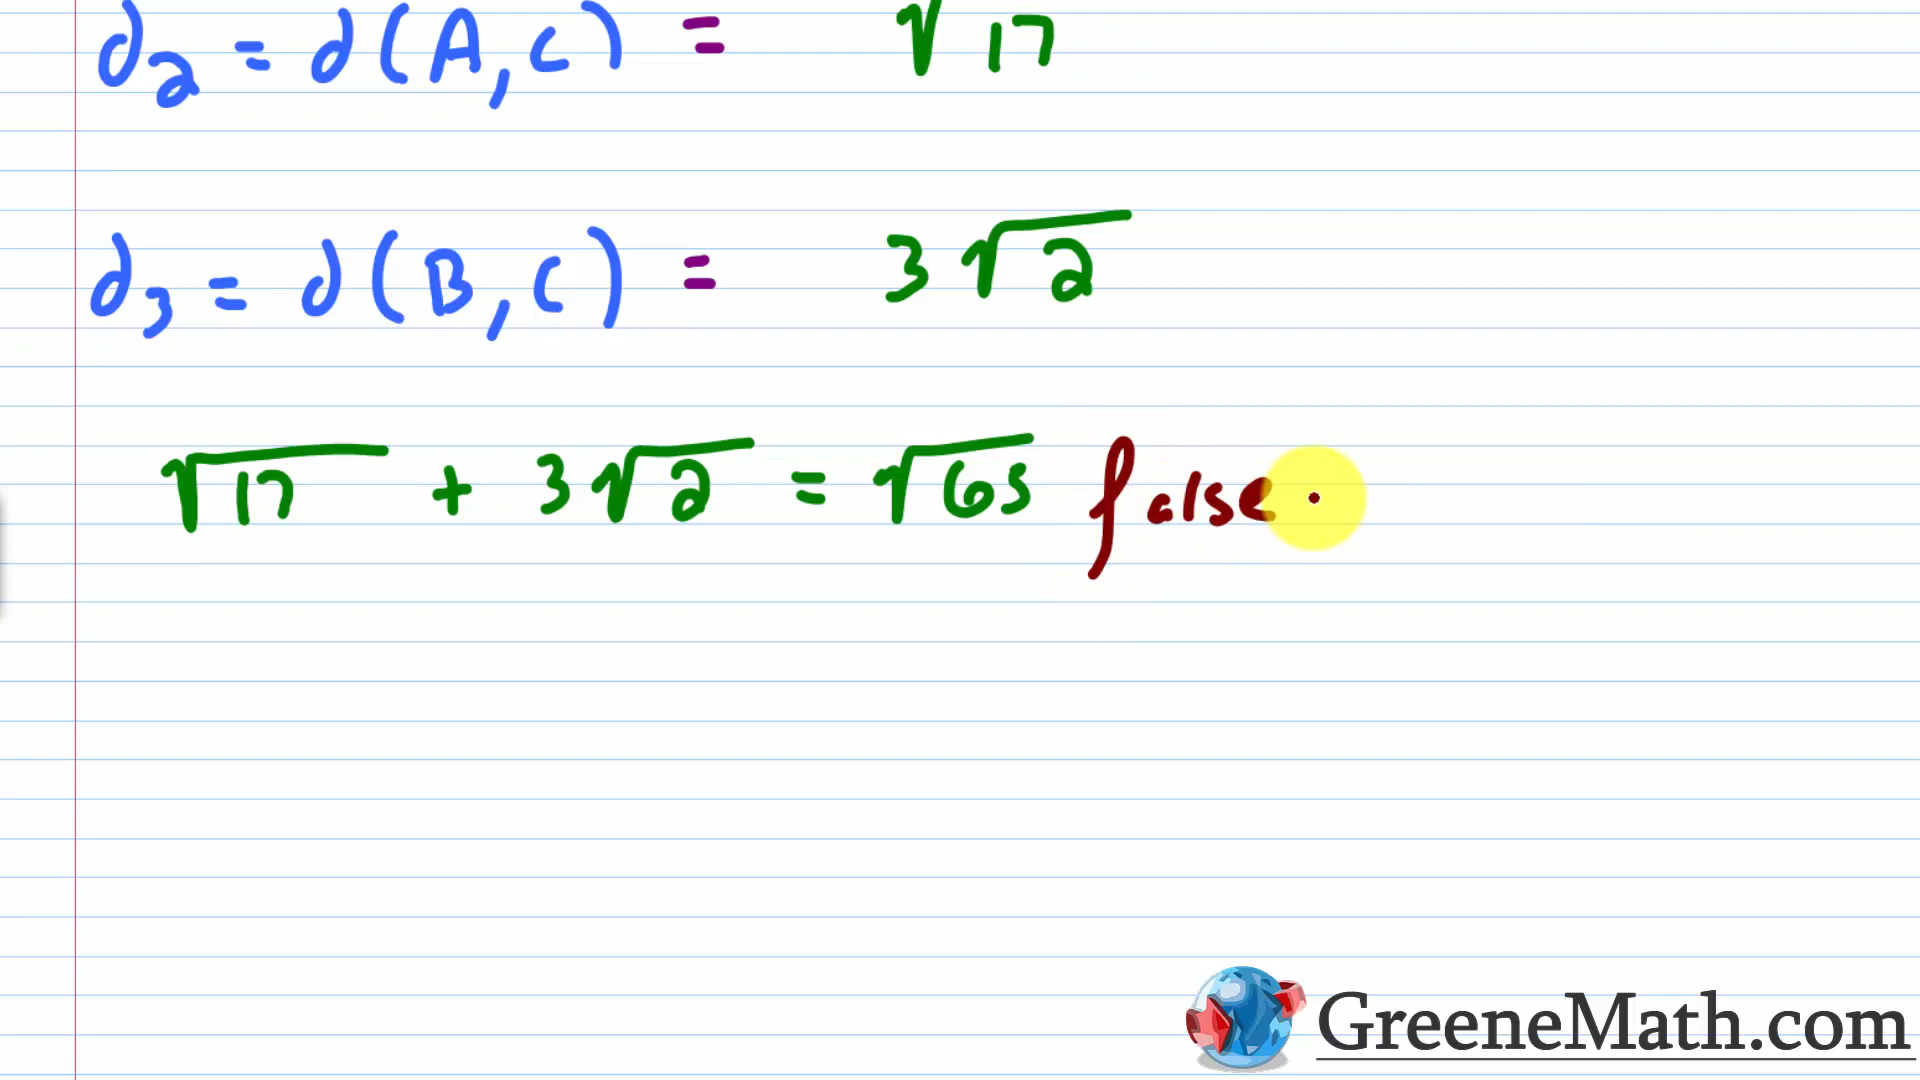 d₂ = d(A,C) = √17
d₃ = d(B,C) = 3√2
√17 + 3√2 = √65 false
GreeneMath.com